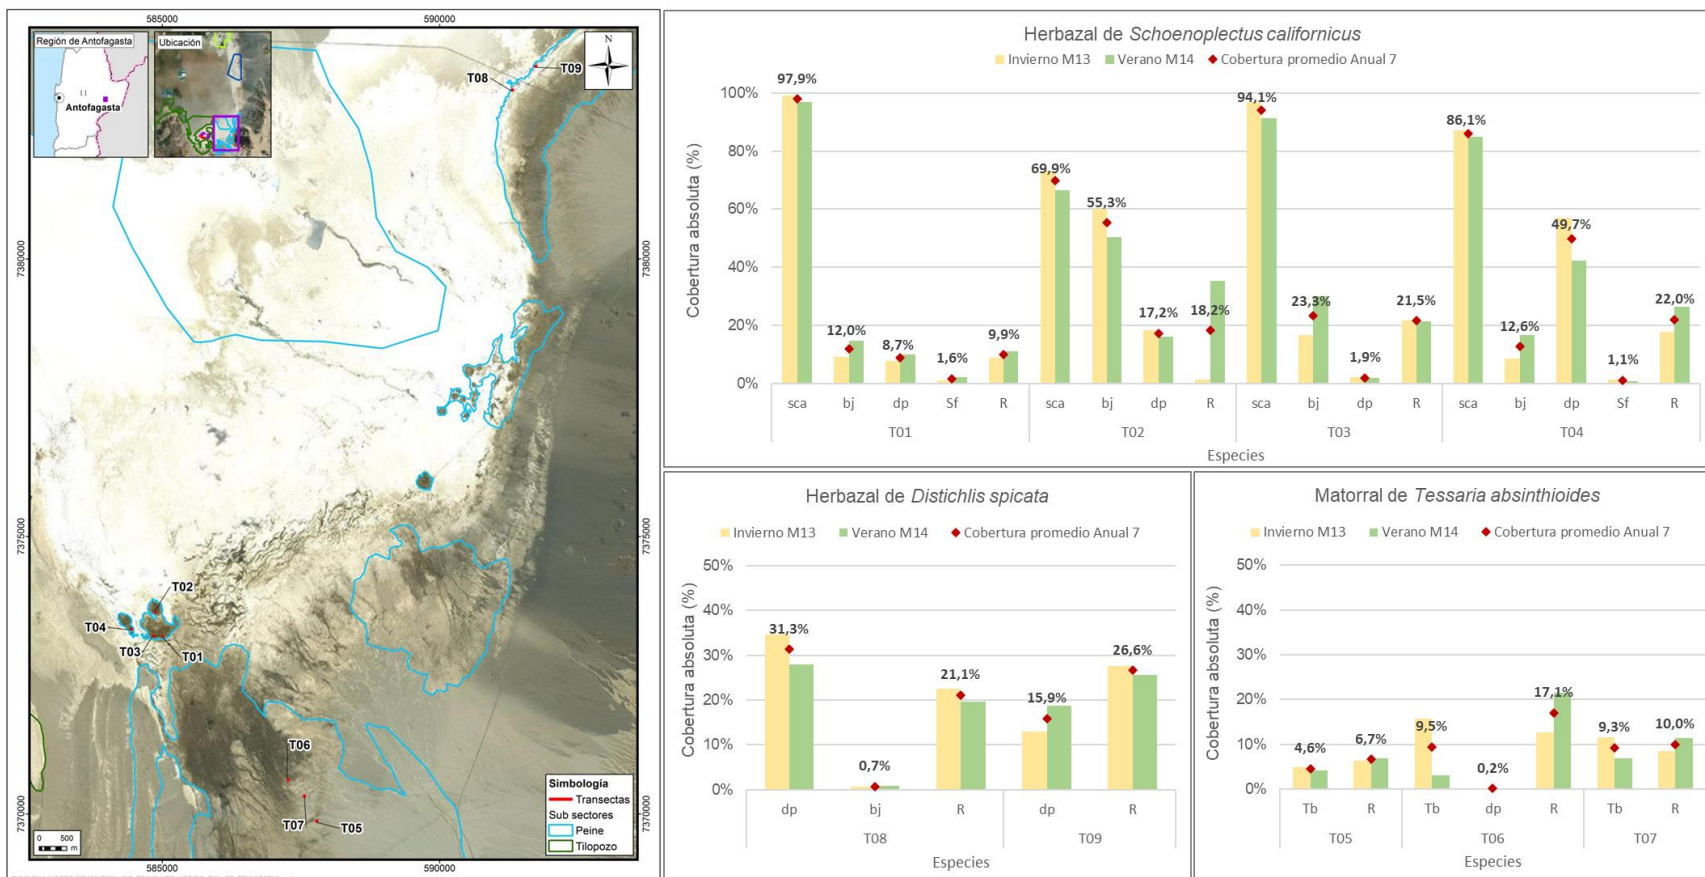 585000
590000
Región de Antofagasta
Ubicación
II
Antofagasta
N
T08
T09
7380000
7380000
7375000
7375000
T02
T04
T03
T01
T06
T07
T05
7370000
7370000
Simbología
Transectas
Sub sectores
Peine
Tilopozo
0 500
m
585000
590000
Herbazal de Schoenoplectus californicus
Invierno M13 Verano M14 Cobertura promedio Anual 7
Cobertura absoluta (%)
100%
80%
60%
40%
20%
0%
97,9%
12,0%
8,7%
1,6%
9,9%
69,9%
55,3%
17,2%
18,2%
94,1%
23,3%
1,9%
21,5%
86,1%
12,6%
49,7%
1,1%
22,0%
sca bj dp Sf R sca bj dp R sca bj dp R sca bj dp Sf R
T01 T02 T03 T04
Especies
Herbazal de Distichlis spicata
Invierno M13 Verano M14 Cobertura promedio Anual 7
Cobertura absoluta (%)
50%
40%
30%
20%
10%
0%
31,3%
0,7%
21,1%
15,9%
26,6%
dp bj R dp R
T08 T09
Especies
Matorral de Tessaria absinthioides
Invierno M13 Verano M14 Cobertura promedio Anual 7
Cobertura absoluta (%)
50%
40%
30%
20%
10%
0%
4,6%
6,7%
9,5%
0,2%
17,1%
9,3%
10,0%
Tb R Tb dp R Tb R
T05 T06 T07
Especies